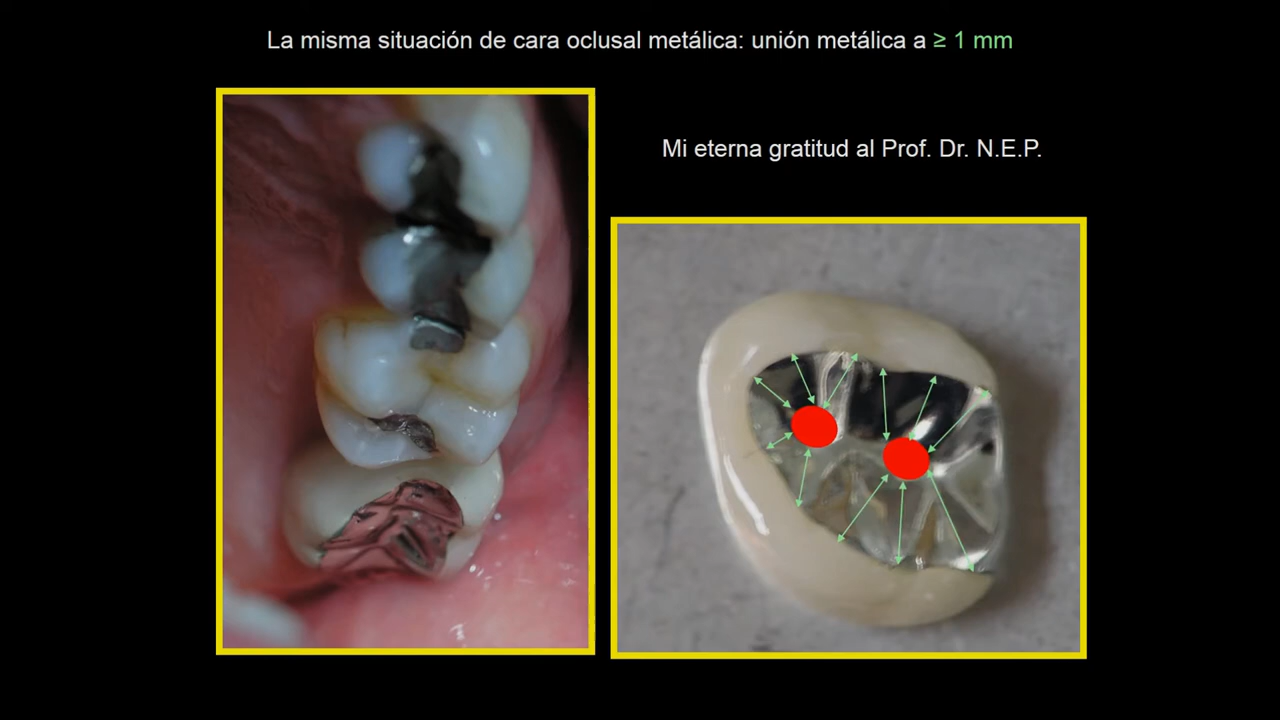 La misma situación de cara oclusal metálica: unión metálica a ≥ 1 mm
Mi eterna gratitud al Prof. Dr. N.E.P.